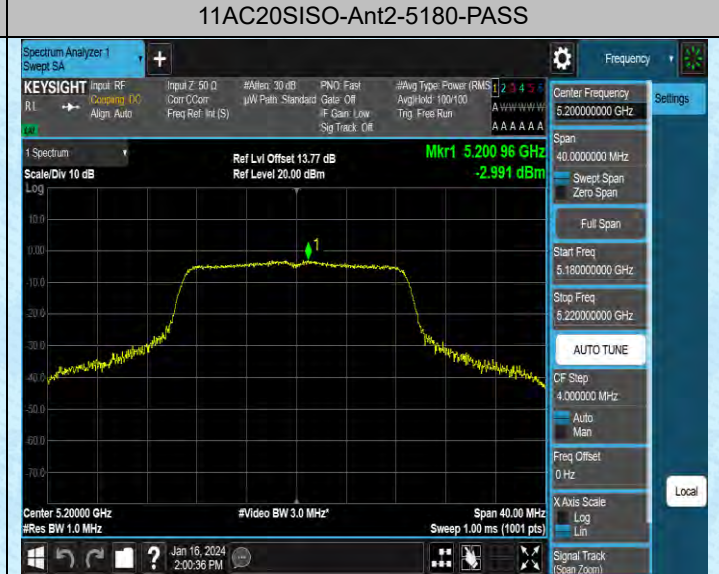 11AC20SISO-Ant2-5180-PASS
Spectrum Analyzer 1
Swept SA
+
Frequency
KEYSIGHT
RL
Input: RF
Coupling: DC
Align: Auto
Input Z: 50 Ω
Corr CCorr
Freq Ref: Int (S)
#Atten: 30 dB
µW Path: Standard
PNO: Fast
Gate: Off
IF Gain: Low
Sig Track: Off
#Avg Type: Power (RMS
Avg|Hold: 100/100
Trig: Free Run
1 2 3 4 5 6
A W W W W W
A A A A A A
Center Frequency
5.200000000 GHz
Settings
Span
40.0000000 MHz
Swept Span
Zero Span
Full Span
Start Freq
5.180000000 GHz
Stop Freq
5.220000000 GHz
AUTO TUNE
CF Step
4.000000 MHz
Auto
Man
Freq Offset
0 Hz
X Axis Scale
Log
Lin
Signal Track
(Span Zoom)
Local
1 Spectrum
Scale/Div 10 dB
Ref Lvl Offset 13.77 dB
Ref Level 20.00 dBm
Mkr1 5.200 96 GHz
-2.991 dBm
Log
10.0
0.00
-10.0
-20.0
-30.0
-40.0
-50.0
-60.0
-70.0
1
Center 5.20000 GHz
#Res BW 1.0 MHz
#Video BW 3.0 MHz*
Span 40.00 MHz
Sweep 1.00 ms (1001 pts)
?
Jan 16, 2024
2:00:36 PM